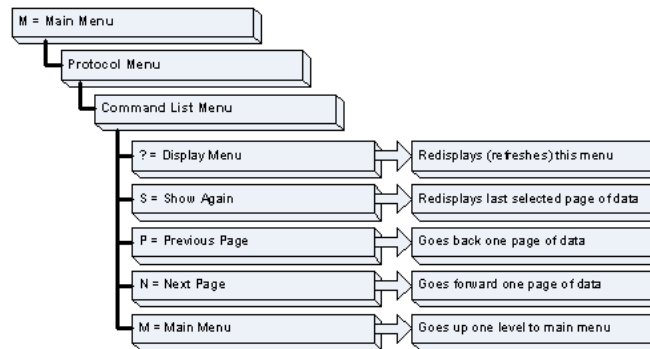 M = Main Menu
Protocol Menu
Command List Menu
? = Display Menu
Redisplays (refreshes) this menu
S = Show Again
Redisplays last selected page of data
P = Previous Page
Goes back one page of data
N = Next Page
Goes forward one page of data
M = Main Menu
Goes up one level to main menu